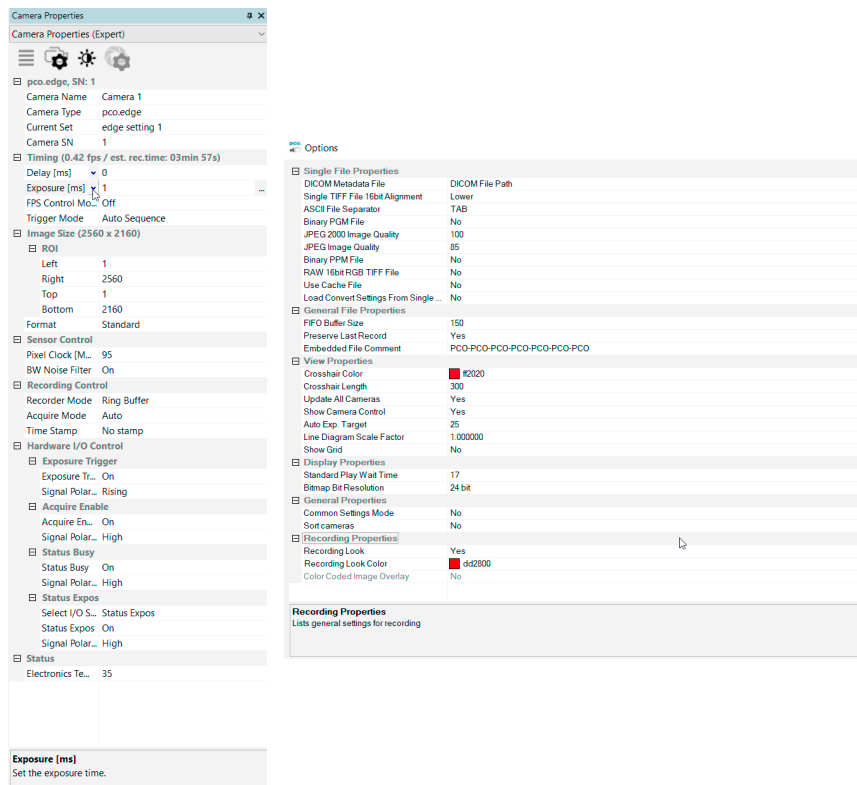 Camera Properties
Camera Properties (Expert)
pco.edge, SN: 1
Camera Name Camera 1
Camera Type pco.edge
Current Set edge setting 1
Camera SN 1
Timing (0.42 fps / est. rec.time: 03min 57s)
Delay [ms] 0
Exposure [ms] 1 ...
FPS Control Mo... Off
Trigger Mode Auto Sequence
Image Size (2560 x 2160)
ROI
Left 1
Right 2560
Top 1
Bottom 2160
Format Standard
Sensor Control
Pixel Clock [M... 95
BW Noise Filter On
Recording Control
Recorder Mode Ring Buffer
Acquire Mode Auto
Time Stamp No stamp
Hardware I/O Control
Exposure Trigger
Exposure Tr... On
Signal Polar... Rising
Acquire Enable
Acquire En... On
Signal Polar... High
Status Busy
Status Busy On
Signal Polar... High
Status Expos
Select I/O S... Status Expos
Status Expos On
Signal Polar... High
Status
Electronics Te... 35
Exposure [ms]
Set the exposure time.
pco. Options
Single File Properties
DICOM Metadata File DICOM File Path
Single TIFF File 16bit Alignment Lower
ASCII File Separator TAB
Binary PGM File No
JPEG 2000 Image Quality 100
JPEG Image Quality 85
Binary PPM File No
RAW 16bit RGB TIFF File No
Use Cache File No
Load Convert Settings From Single ... No
General File Properties
FIFO Buffer Size 150
Preserve Last Record Yes
Embedded File Comment PCO-PCO-PCO-PCO-PCO-PCO-PCO
View Properties
Crosshair Color ff2020
Crosshair Length 300
Update All Cameras Yes
Show Camera Control Yes
Auto Exp. Target 25
Line Diagram Scale Factor 1.000000
Show Grid No
Display Properties
Standard Play Wait Time 17
Bitmap Bit Resolution 24 bit
General Properties
Common Settings Mode No
Sort cameras No
Recording Properties
Recording Look Yes
Recording Look Color dd2800
Color Coded Image Overlay No
Recording Properties
Lists general settings for recording